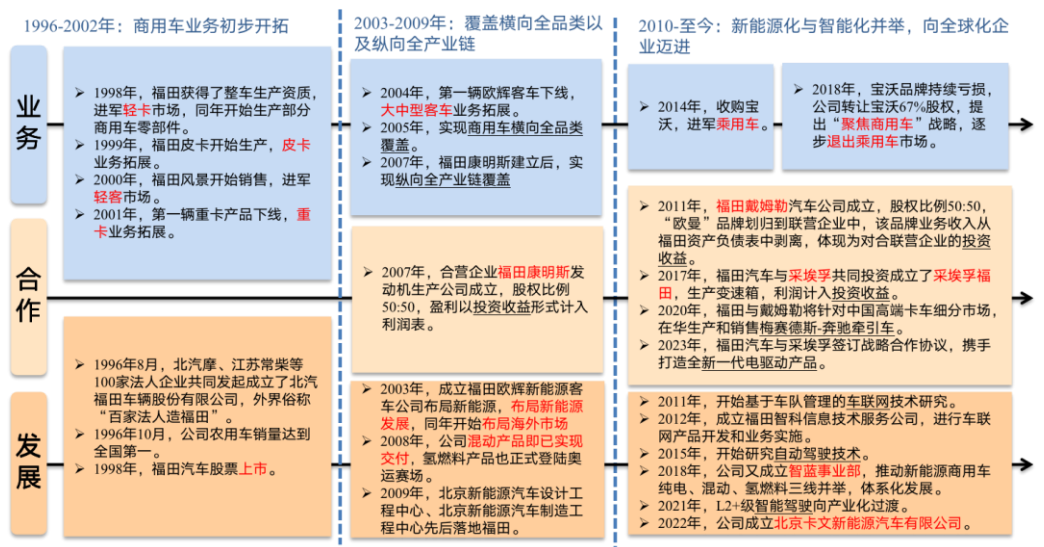 1996-2002年：商用车业务初步开拓
2003-2009年：覆盖横向全品类以
及纵向全产业链
2010-至今：新能源化与智能化并举，向全球化企
业迈进
业务
1998年，福田获得了整车生产资质，
进军轻卡市场，同年开始生产部分
商用车零部件。
1999年，福田皮卡开始生产，皮卡
业务拓展。
2000年，福田风景开始销售，进军
轻客市场。
2001年，第一辆重卡产品下线，重
卡业务拓展。
2004年，第一辆欧辉客车下线，
大中型客车业务拓展。
2005年，实现商用车横向全品类
覆盖。
2007年，福田康明斯建立后，实
现纵向全产业链覆盖
2014年，收购宝
沃，进军乘用车。
2018年，宝沃品牌持续亏损，
公司转让宝沃67%股权，提
出“聚焦商用车”战略，逐
步退出乘用车市场。
合作
2007年，合营企业福田康明斯发
动机生产公司成立，股权比例
50:50，盈利以投资收益形式计入
利润表。
2011年，福田戴姆勒汽车公司成立，股权比例50:50，
“欧曼”品牌划归到联营企业中，该品牌业务收入从
福田资产负债表中剥离，体现为对合联营企业的投资
收益。
2017年，福田汽车与采埃孚共同投资成立了采埃孚福
田，生产变速箱，利润计入投资收益。
2020年，福田与戴姆勒将针对中国高端卡车细分市场，
在华生产和销售梅赛德斯-奔驰牵引车。
2023年，福田汽车与采埃孚签订战略合作协议，携手
打造全新一代电驱动产品。
发展
1996年8月，北汽摩、江苏常柴等
100家法人企业共同发起成立了北汽
福田车辆股份有限公司，外界俗称
“百家法人造福田”。
1996年10月，公司农用车销量达到
全国第一。
1998年，福田汽车股票上市。
2003年，成立福田欧辉新能源客
车公司布局新能源，布局新能源
发展，同年开始布局海外市场
2008年，公司混动产品即已实现
交付，氢燃料产品也正式登陆奥
运赛场。
2009年，北京新能源汽车设计工
程中心、北京新能源汽车制造工
程中心先后落地福田。
2011年，开始基于车队管理的车联网技术研究。
2012年，成立福田智科信息技术服务公司，进行车联
网产品开发和业务实施。
2015年，开始研究自动驾驶技术。
2018年，公司又成立智蓝事业部，推动新能源商用车
纯电、混动、氢燃料三线并举，体系化发展。
2021年，L2+级智能驾驶向产业化过渡。
2022年，公司成立北京卡文新能源汽车有限公司。